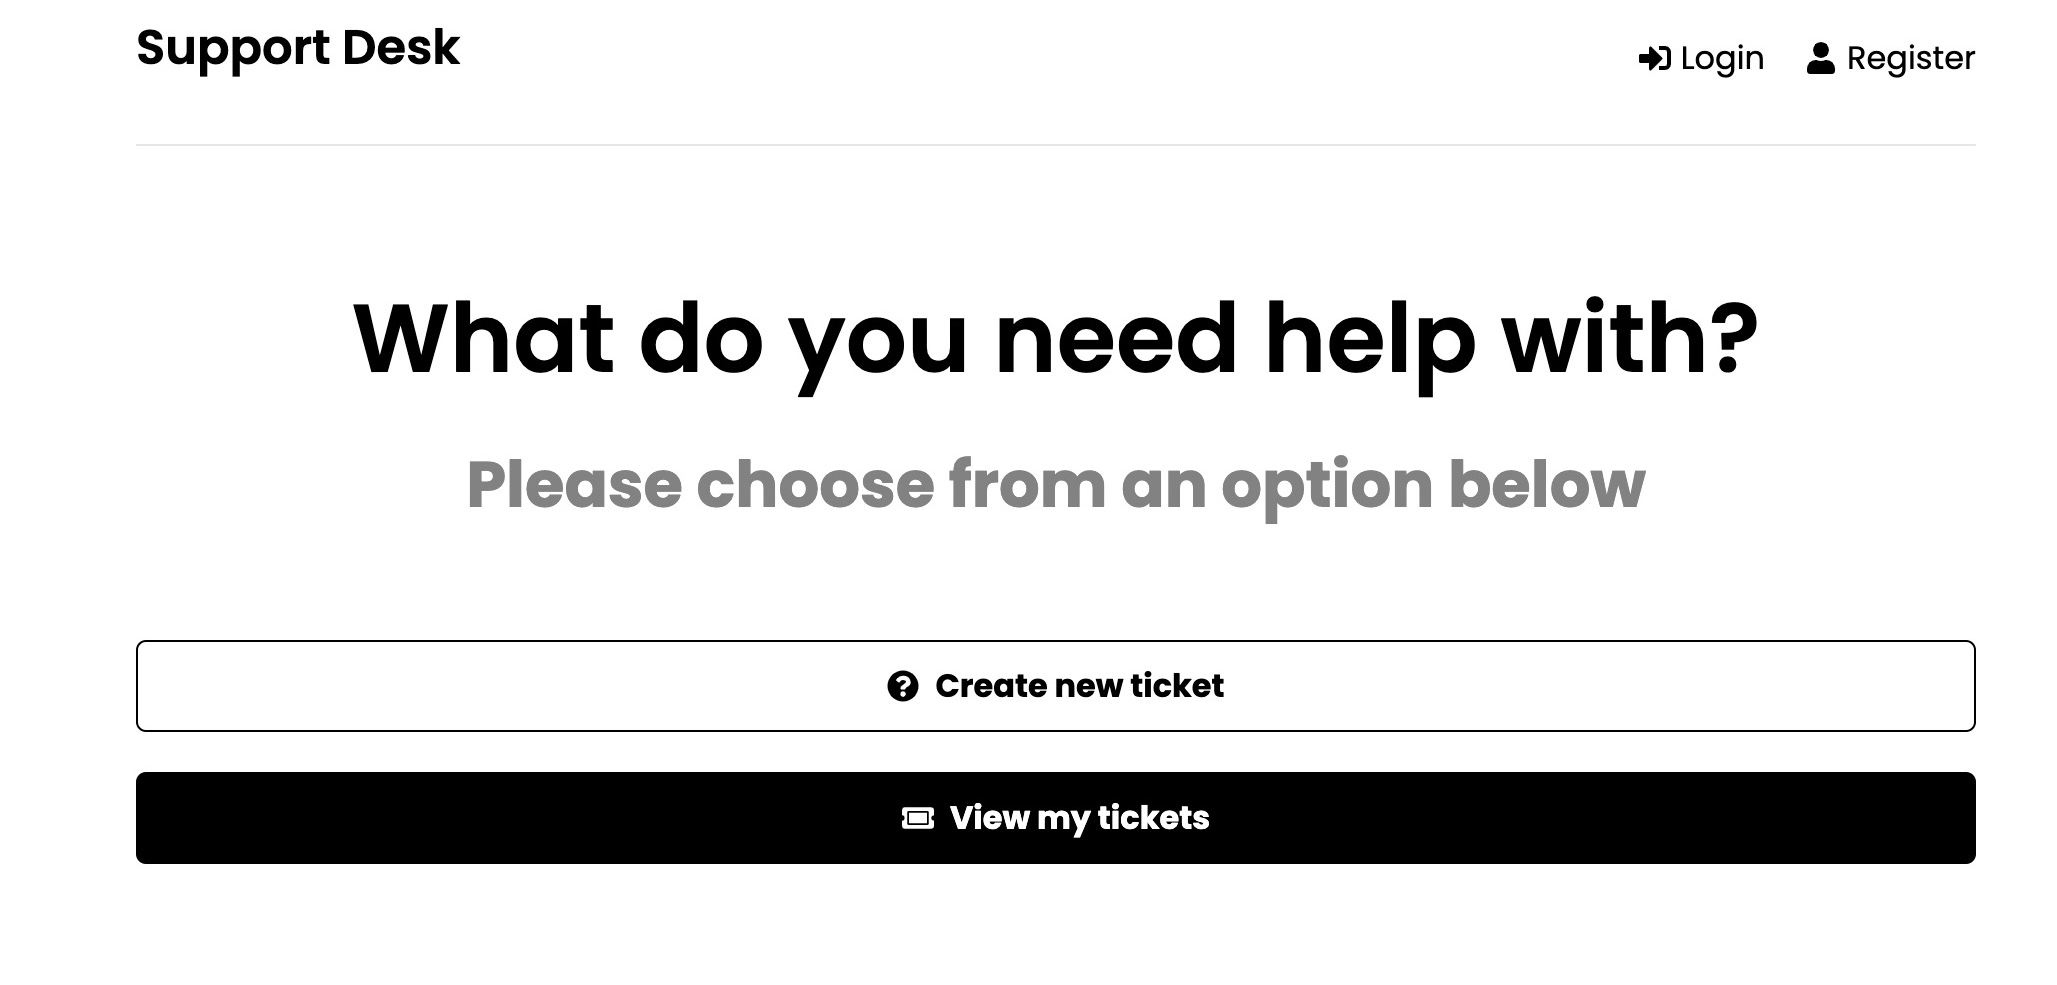 Support Desk
Login
Register
What do you need help with?
Please choose from an option below
Create new ticket
View my tickets